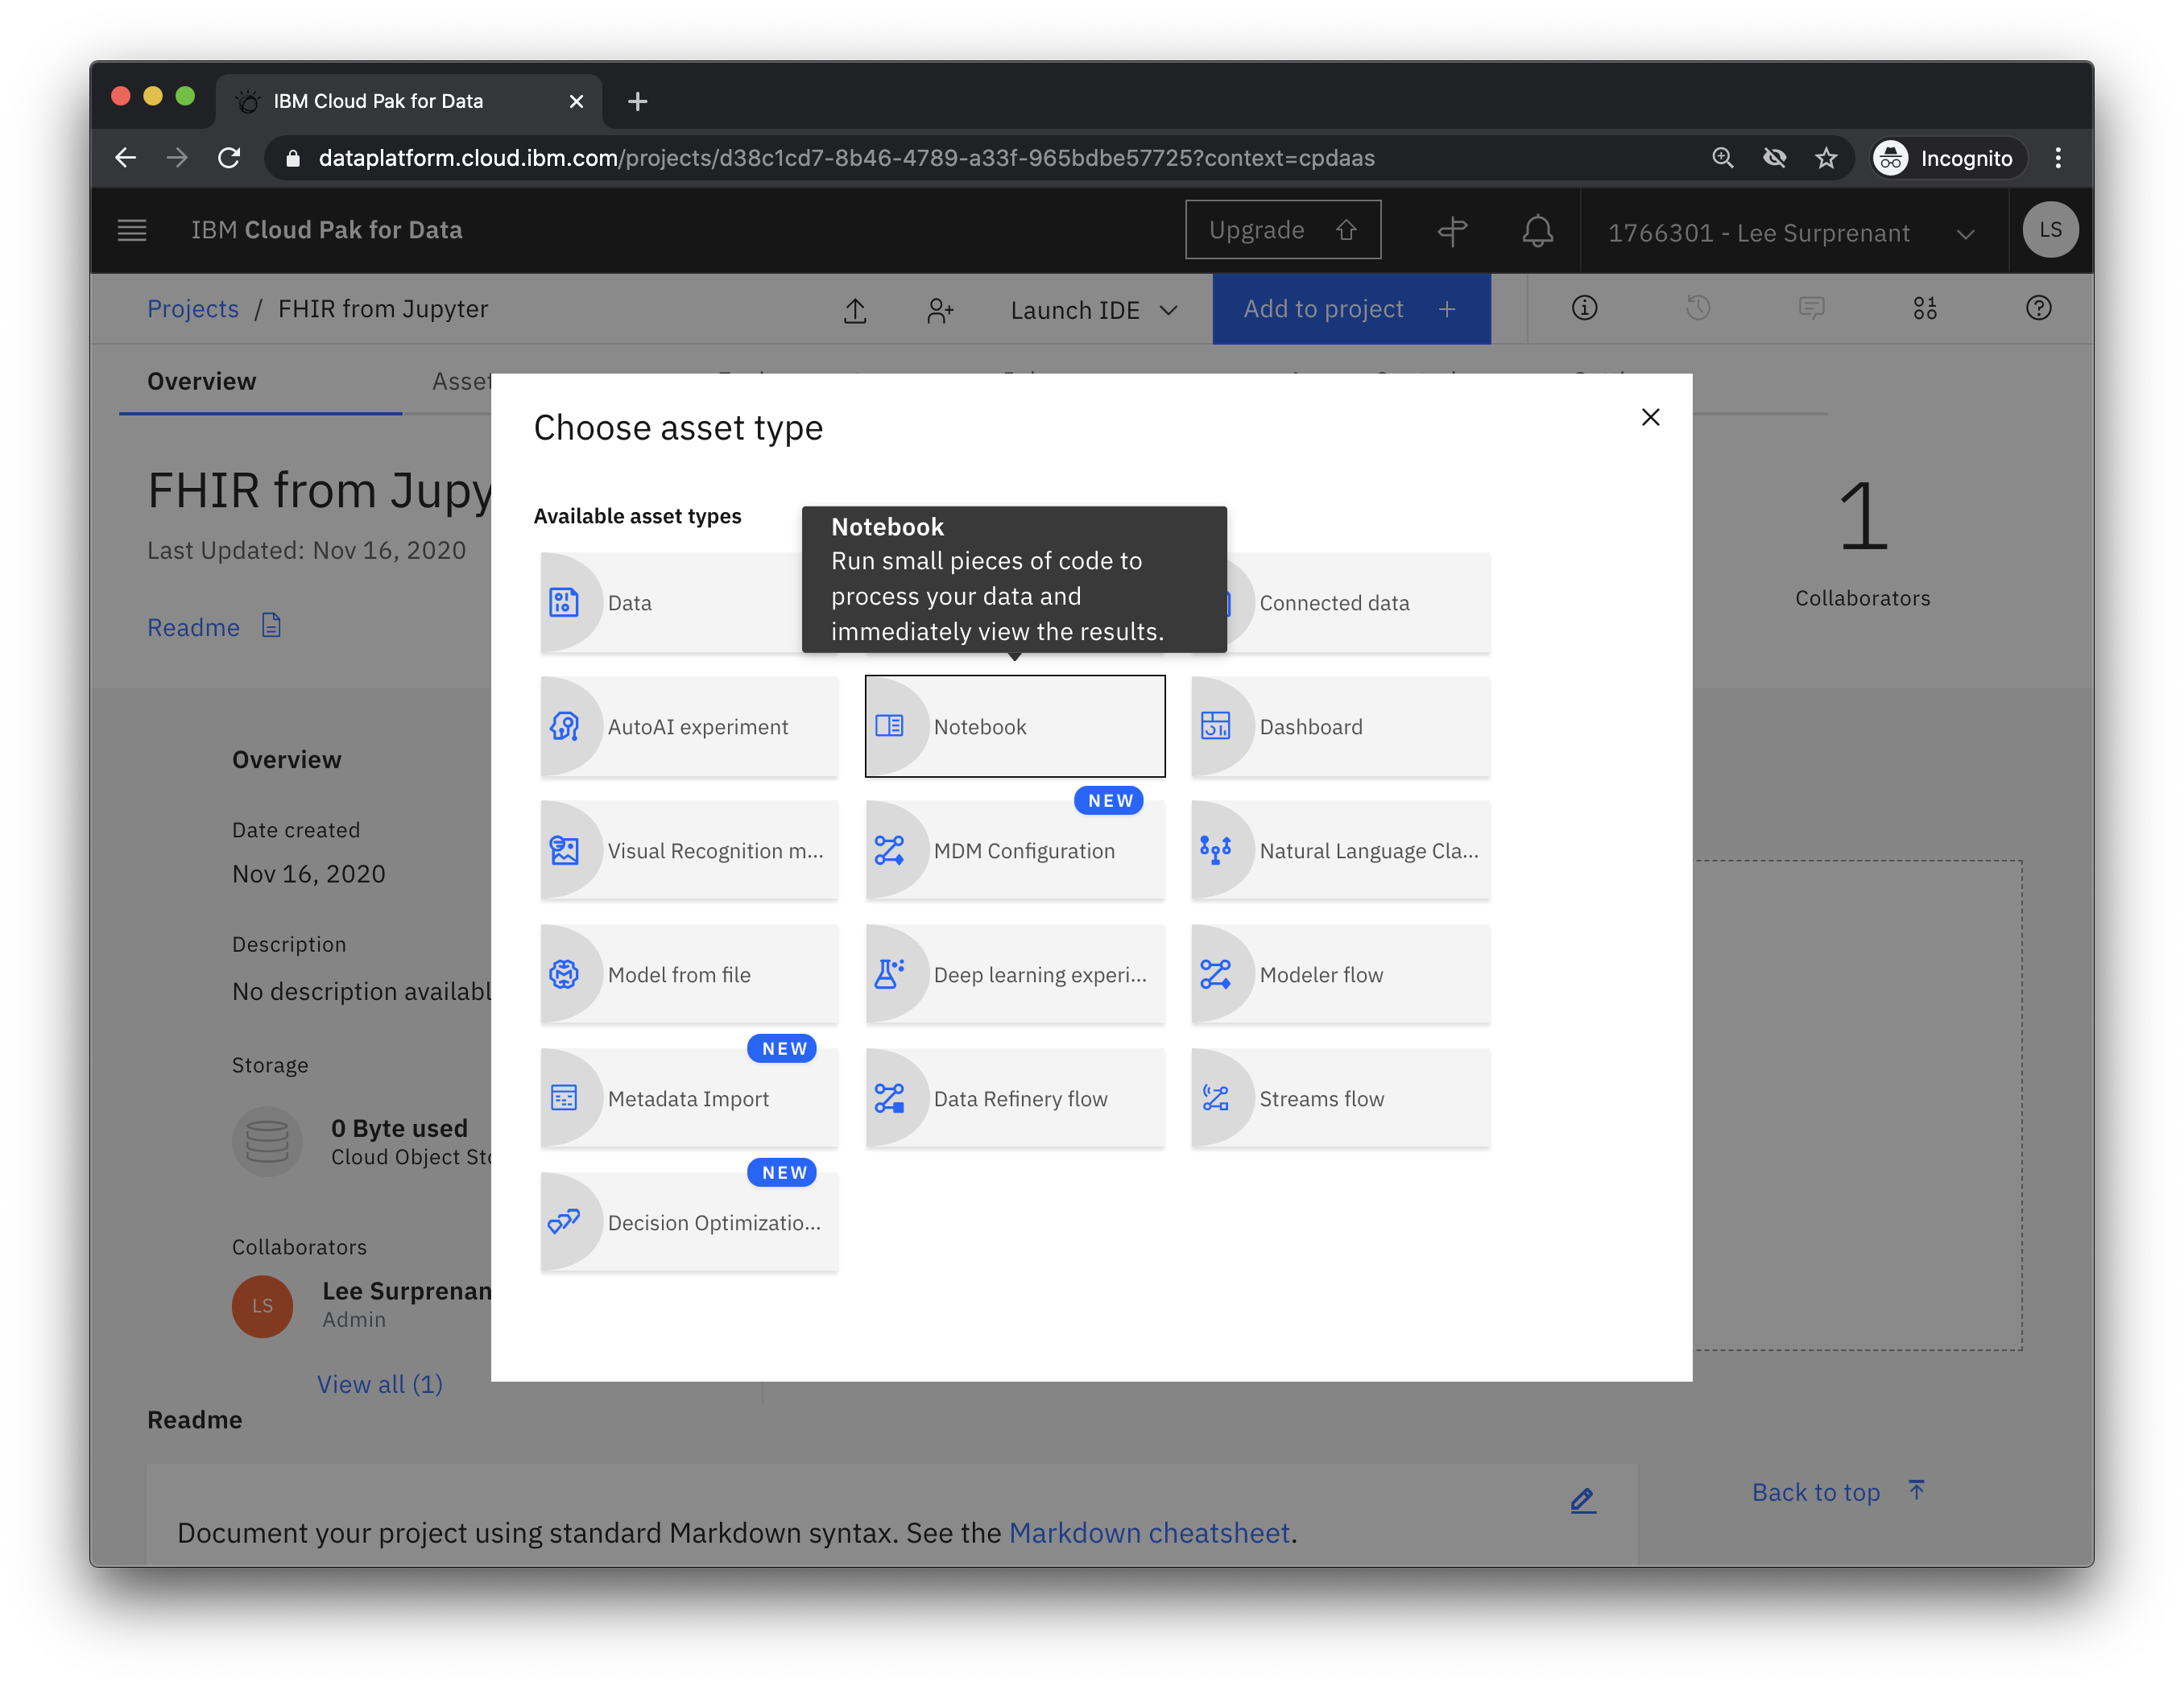 IBM Cloud Pak for Data
dataplatform.cloud.ibm.com/projects/d38c1cd7-8b46-4789-a33f-965bdbe57725?context=cpdaas
Incognito
IBM Cloud Pak for Data
Upgrade
1766301 - Lee Surprenant
LS
Projects / FHIR from Jupyter
Launch IDE
Add to project +
Overview
Asset
Choose asset type
FHIR from Jupy
Last Updated: Nov 16, 2020
Readme
1
Collaborators
Available asset types
Notebook
Run small pieces of code to
process your data and
immediately view the results.
Data
Connected data
AutoAI experiment
Notebook
Dashboard
NEW
Visual Recognition m...
MDM Configuration
Natural Language Cla...
Model from file
Deep learning experi...
Modeler flow
NEW
Metadata Import
Data Refinery flow
Streams flow
NEW
Decision Optimizatio...
Overview
Date created
Nov 16, 2020
Description
No description availabl
Storage
0 Byte used
Cloud Object Sto
Collaborators
LS
Lee Surprenan
Admin
View all (1)
Readme
Back to top
Document your project using standard Markdown syntax. See the Markdown cheatsheet.